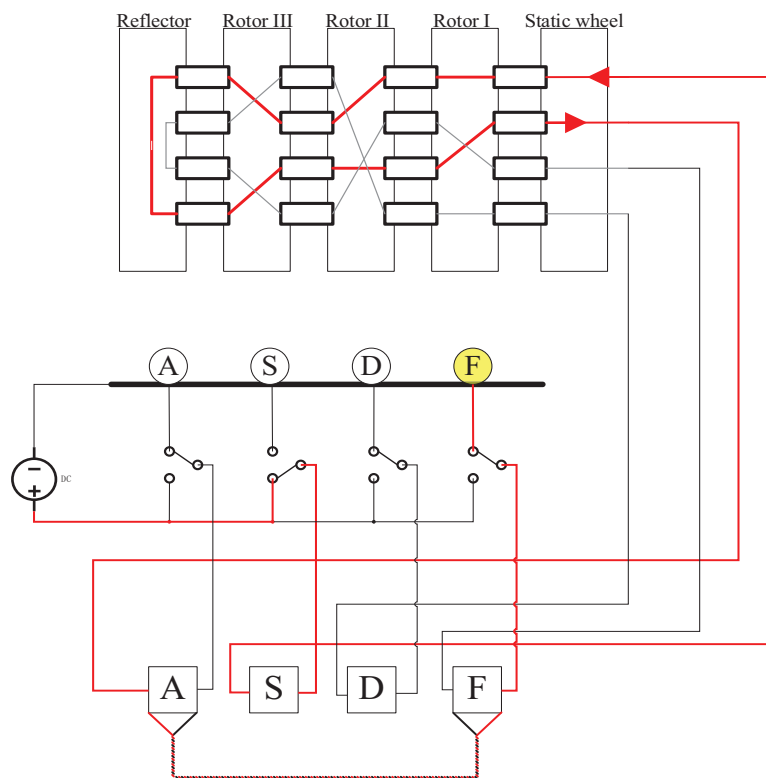 Reflector Rotor III Rotor II Rotor I Static wheel
A S D F
DC
A S D F